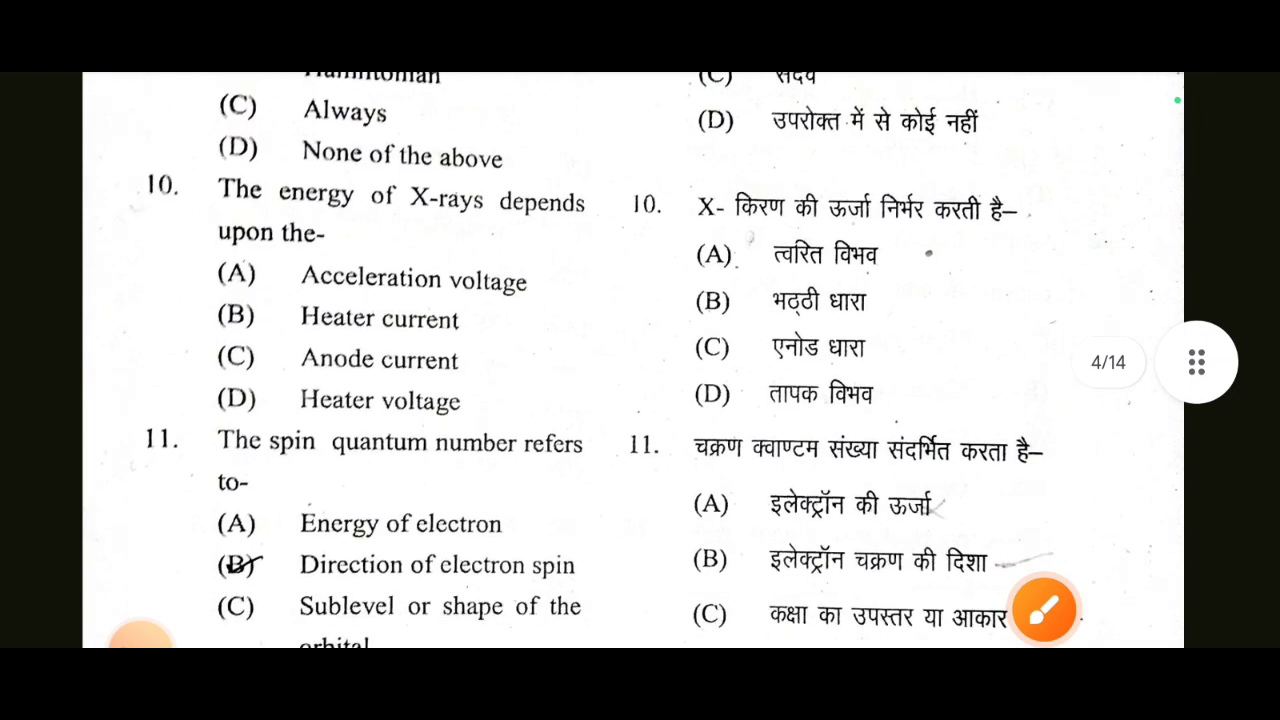 Hamiltonian
(C) Always
(D) None of the above
10. The energy of X-rays depends
upon the-
(A) Acceleration voltage
(B) Heater current
(C) Anode current
(D) Heater voltage
11. The spin quantum number refers
to-
(A) Energy of electron
(B) Direction of electron spin
(C) Sublevel or shape of the
orbital
(C) सदैव
(D) उपरोक्त में से कोई नहीं
10. X- किरण की ऊर्जा निर्भर करती है–
(A) त्वरित विभव
(B) भठ्ठी धारा
(C) एनोड धारा
(D) तापक विभव
11. चक्रण क्वाण्टम संख्या संदर्भित करता है–
(A) इलेक्ट्रॉन की ऊर्जा
(B) इलेक्ट्रॉन चक्रण की दिशा
(C) कक्षा का उपस्तर या आकार
4/14